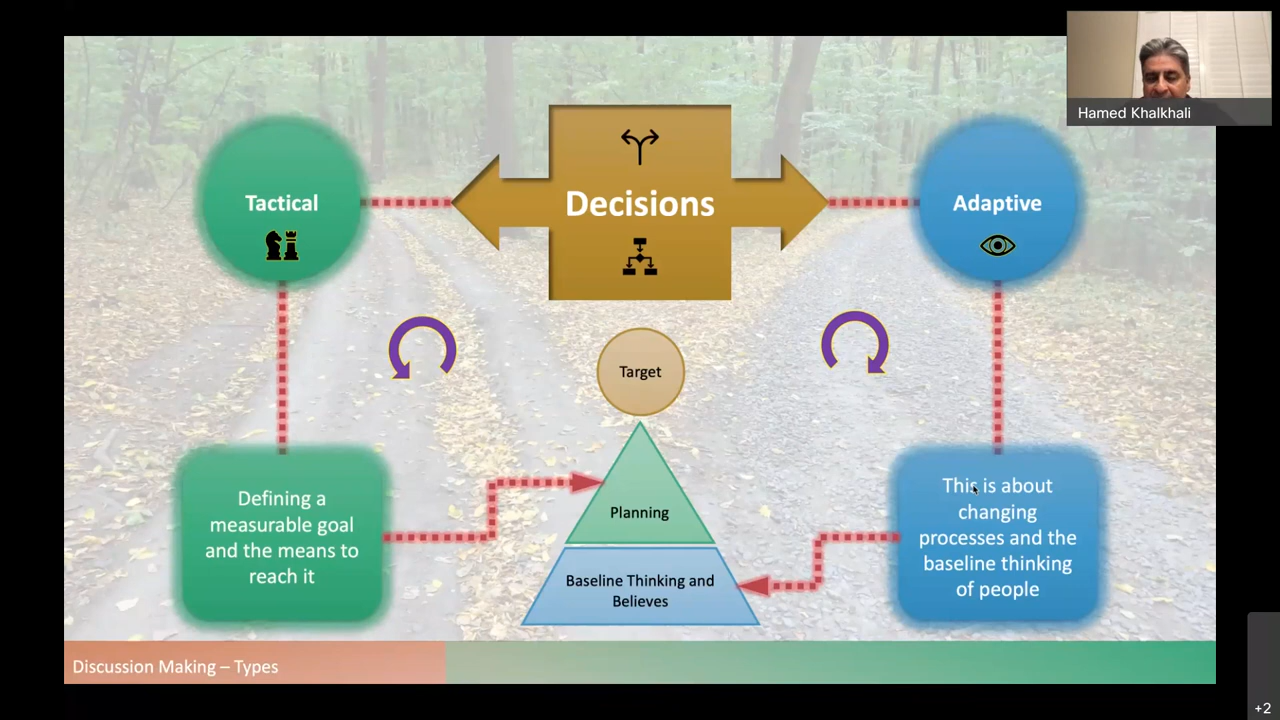 Hamed Khalkhali
Decisions
Tactical
Adaptive
Target
Defining a
measurable goal
and the means to
reach it
Planning
Baseline Thinking and
Believes
This is about
changing
processes and the
baseline thinking
of people
Discussion Making – Types
+2